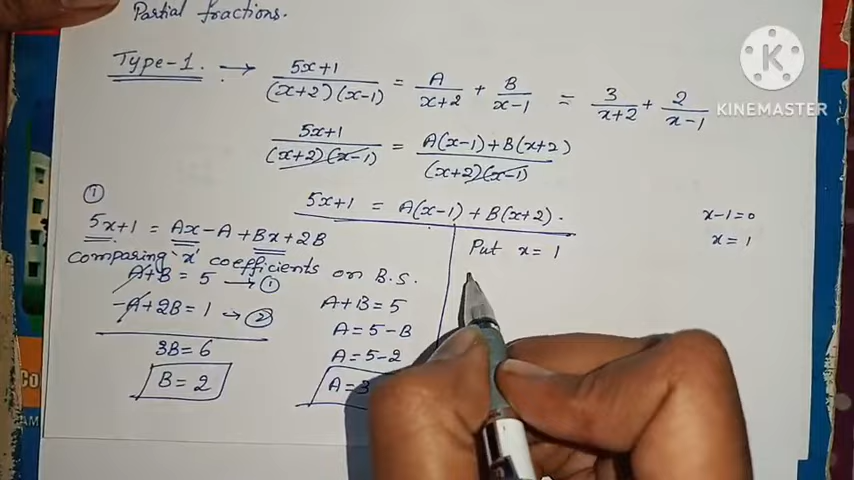 Partial fractions.
Type-1 → 5x+1/(x+2)(x-1) = A/x+2 + B/x-1 = 3/x+2 + 2/x-1
5x+1/(x+2)(x-1) = A(x-1)+B(x+2)/(x+2)(x-1)
5x+1 = A(x-1)+B(x+2).
①
5x+1 = Ax-A+Bx+2B
comparing 'x' coefficients on B.S.
A+B = 5 → ①
-A+2B = 1 → ②
3B = 6
B = 2
A+B = 5
A = 5-B
A = 5-2
A = 3
Put x = 1
x-1=0
x = 1
K
KINEMASTER